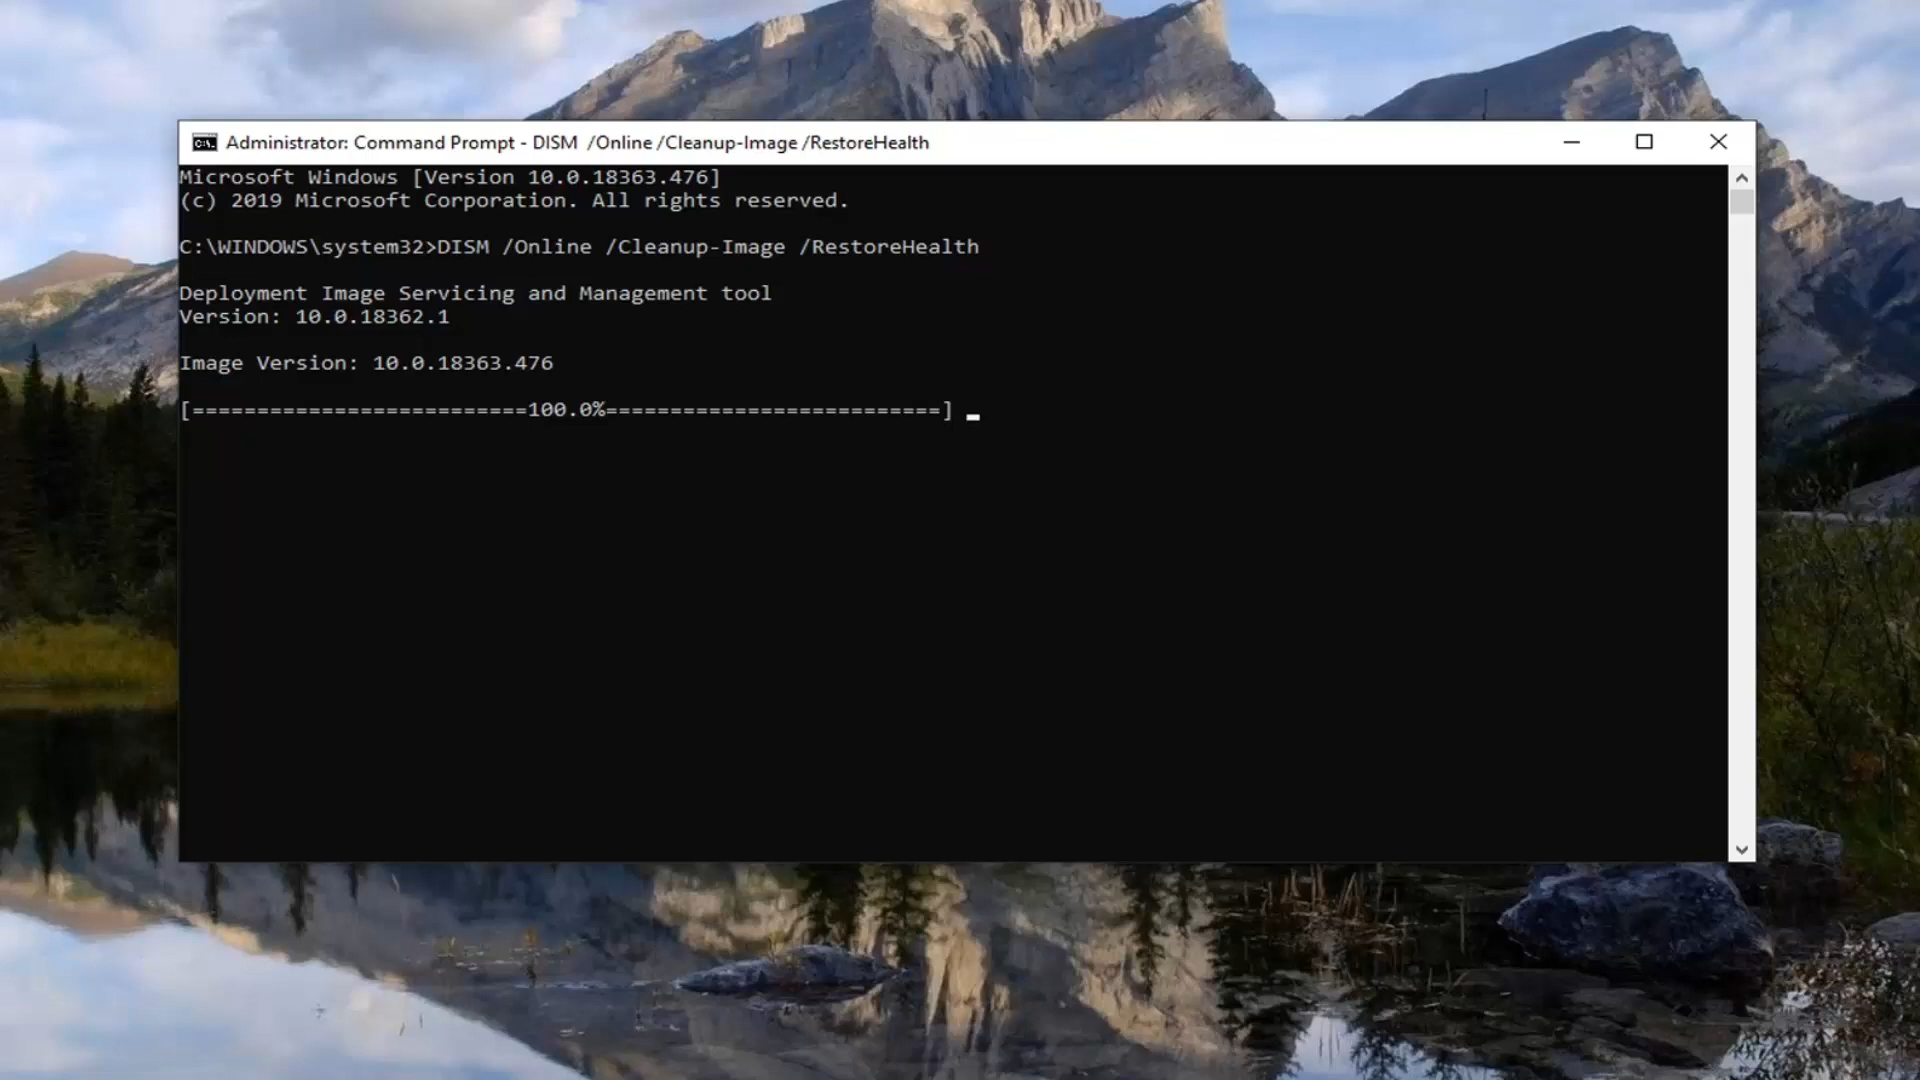 Administrator: Command Prompt - DISM  /Online /Cleanup-Image /RestoreHealth
Microsoft Windows [Version 10.0.18363.476]
(c) 2019 Microsoft Corporation. All rights reserved.
C:\WINDOWS\system32>DISM /Online /Cleanup-Image /RestoreHealth
Deployment Image Servicing and Management tool
Version: 10.0.18362.1
Image Version: 10.0.18363.476
[==========================100.0%==========================]